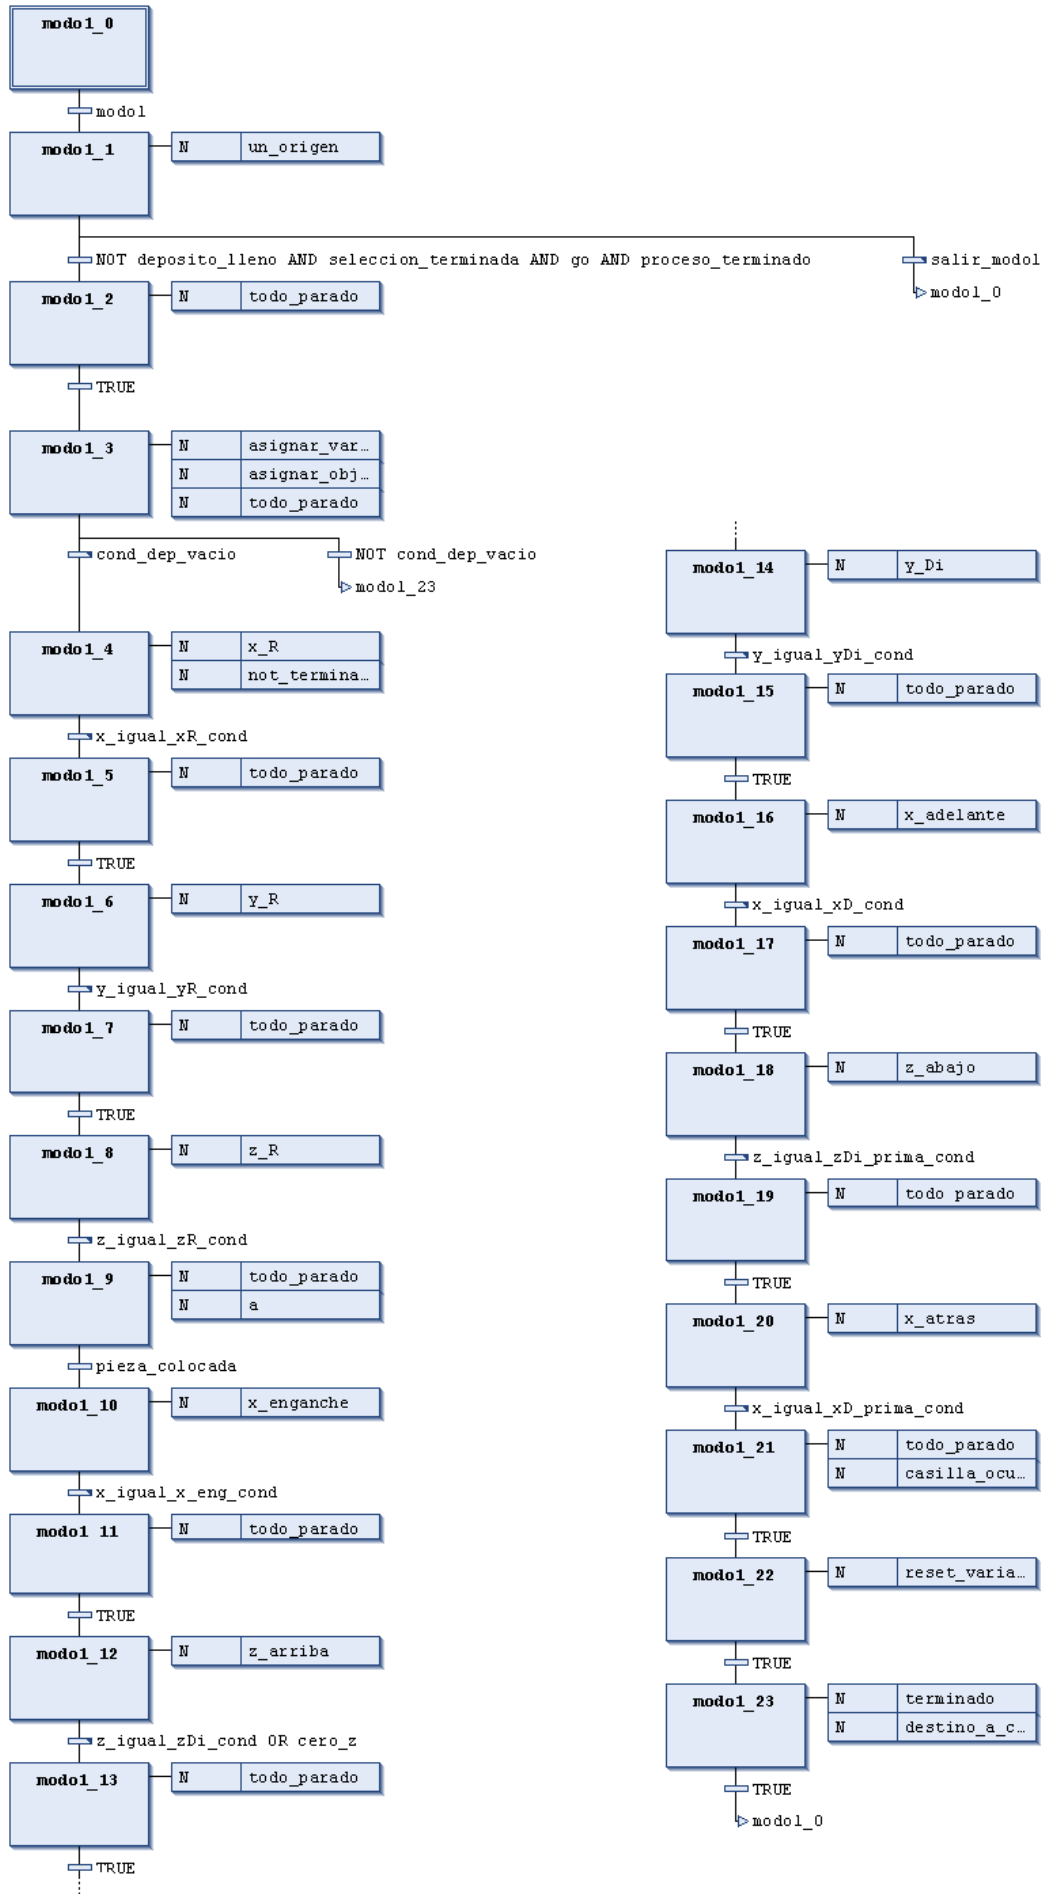 modo1_0
modo1
modo1_1
N un_origen
NOT deposito_lleno AND seleccion_terminada AND go AND proceso_terminado
salir_modo1
modo1_0
modo1_2
N todo_parado
TRUE
modo1_3
N asignar_var…
N asignar_obj…
N todo_parado
cond_dep_vacio
NOT cond_dep_vacio
modo1_23
modo1_4
N x_R
N not_termina…
x_igual_xR_cond
modo1_5
N todo_parado
TRUE
modo1_6
N y_R
y_igual_yR_cond
modo1_7
N todo_parado
TRUE
modo1_8
N z_R
z_igual_zR_cond
modo1_9
N todo_parado
N a
pieza_colocada
modo1_10
N x_enganche
x_igual_x_eng_cond
modo1 11
N todo_parado
TRUE
modo1_12
N z_arriba
z_igual_zDi_cond OR cero_z
modo1_13
N todo_parado
TRUE
modo1_14
N y_Di
y_igual_yDi_cond
modo1_15
N todo_parado
TRUE
modo1_16
N x_adelante
x_igual_xD_cond
modo1_17
N todo_parado
TRUE
modo1_18
N z_abajo
z_igual_zDi_prima_cond
modo1_19
N todo parado
TRUE
modo1_20
N x_atras
x_igual_xD_prima_cond
modo1_21
N todo_parado
N casilla_ocu…
TRUE
modo1_22
N reset_varia…
TRUE
modo1_23
N terminado
N destino_a_c…
TRUE
modo1_0